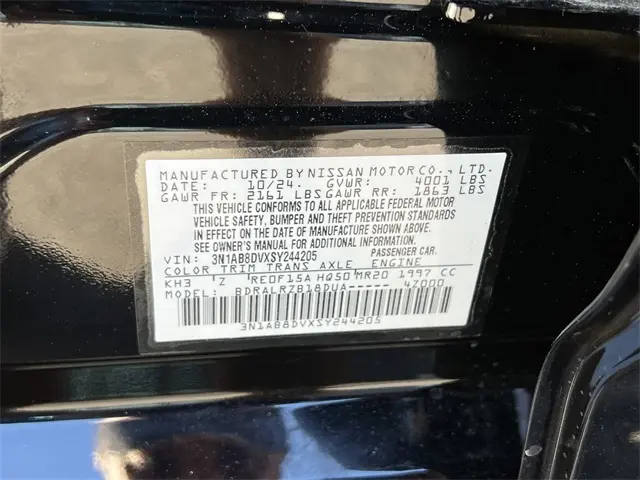 MANUFACTURED BY NISSAN MOTOR CO., LTD.
DATE: 10/24. GVWR: 4001 LBS
GAWR FR: 2161 LBS GAWR RR: 1863 LBS
THIS VEHICLE CONFORMS TO ALL APPLICABLE FEDERAL MOTOR
VEHICLE SAFETY, BUMPER AND THEFT PREVENTION STANDARDS
IN EFFECT ON THE DATE OF MANUFACTURE SHOWN ABOVE.
SEE OWNER'S MANUAL FOR ADDITIONAL INFORMATION.
VIN: 3N1AB8DVXSY244205 PASSENGER CAR.
COLOR TRIM TRANS AXLE ENGINE
KH3 Z RE0F15A HQ50 MR20 1997 CC
MODEL: BDRALRZB18DUA----- 4Z000
3N1AB8DVXSY244205